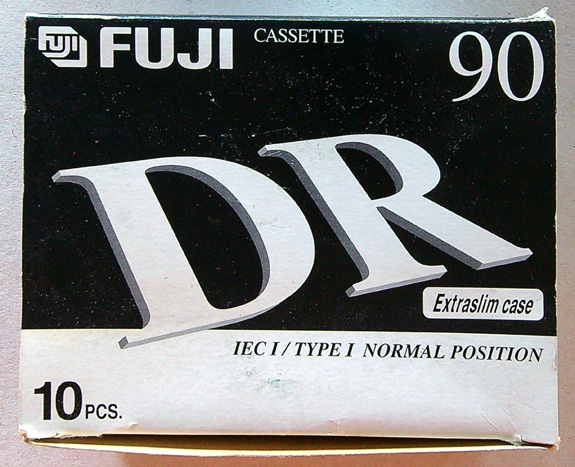 FUJI FUJI CASSETTE 90
DR
Extraslim case
IEC I / TYPE I NORMAL POSITION
10 PCS.